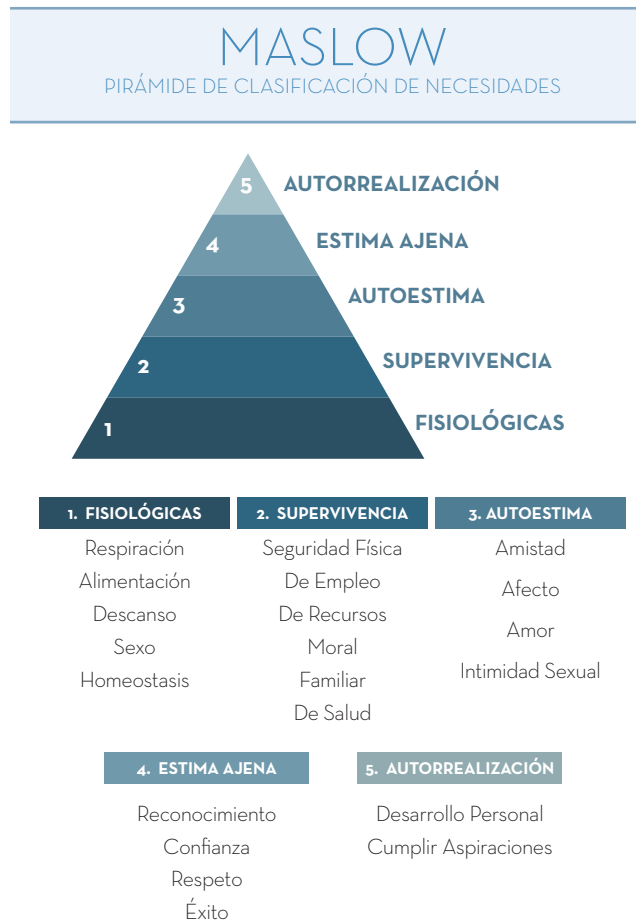 MASLOW
PIRÁMIDE DE CLASIFICACIÓN DE NECESIDADES
5 AUTORREALIZACIÓN
4 ESTIMA AJENA
3 AUTOESTIMA
2 SUPERVIVENCIA
1 FISIOLÓGICAS
1. FISIOLÓGICAS
Respiración
Alimentación
Descanso
Sexo
Homeostasis
2. SUPERVIVENCIA
Seguridad Física
De Empleo
De Recursos
Moral
Familiar
De Salud
3. AUTOESTIMA
Amistad
Afecto
Amor
Intimidad Sexual
4. ESTIMA AJENA
Reconocimiento
Confianza
Respeto
Éxito
5. AUTORREALIZACIÓN
Desarrollo Personal
Cumplir Aspiraciones